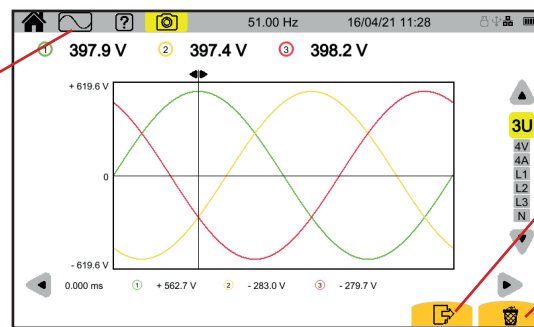 ? 51.00 Hz 16/04/21 11:28
1 397.9 V 2 397.4 V 3 398.2 V
+ 619.6 V
0
- 619.6 V
3U
4V
4A
L1
L2
L3
N
0.000 ms 1 + 562.7 V 2 - 283.0 V 3 - 279.7 V